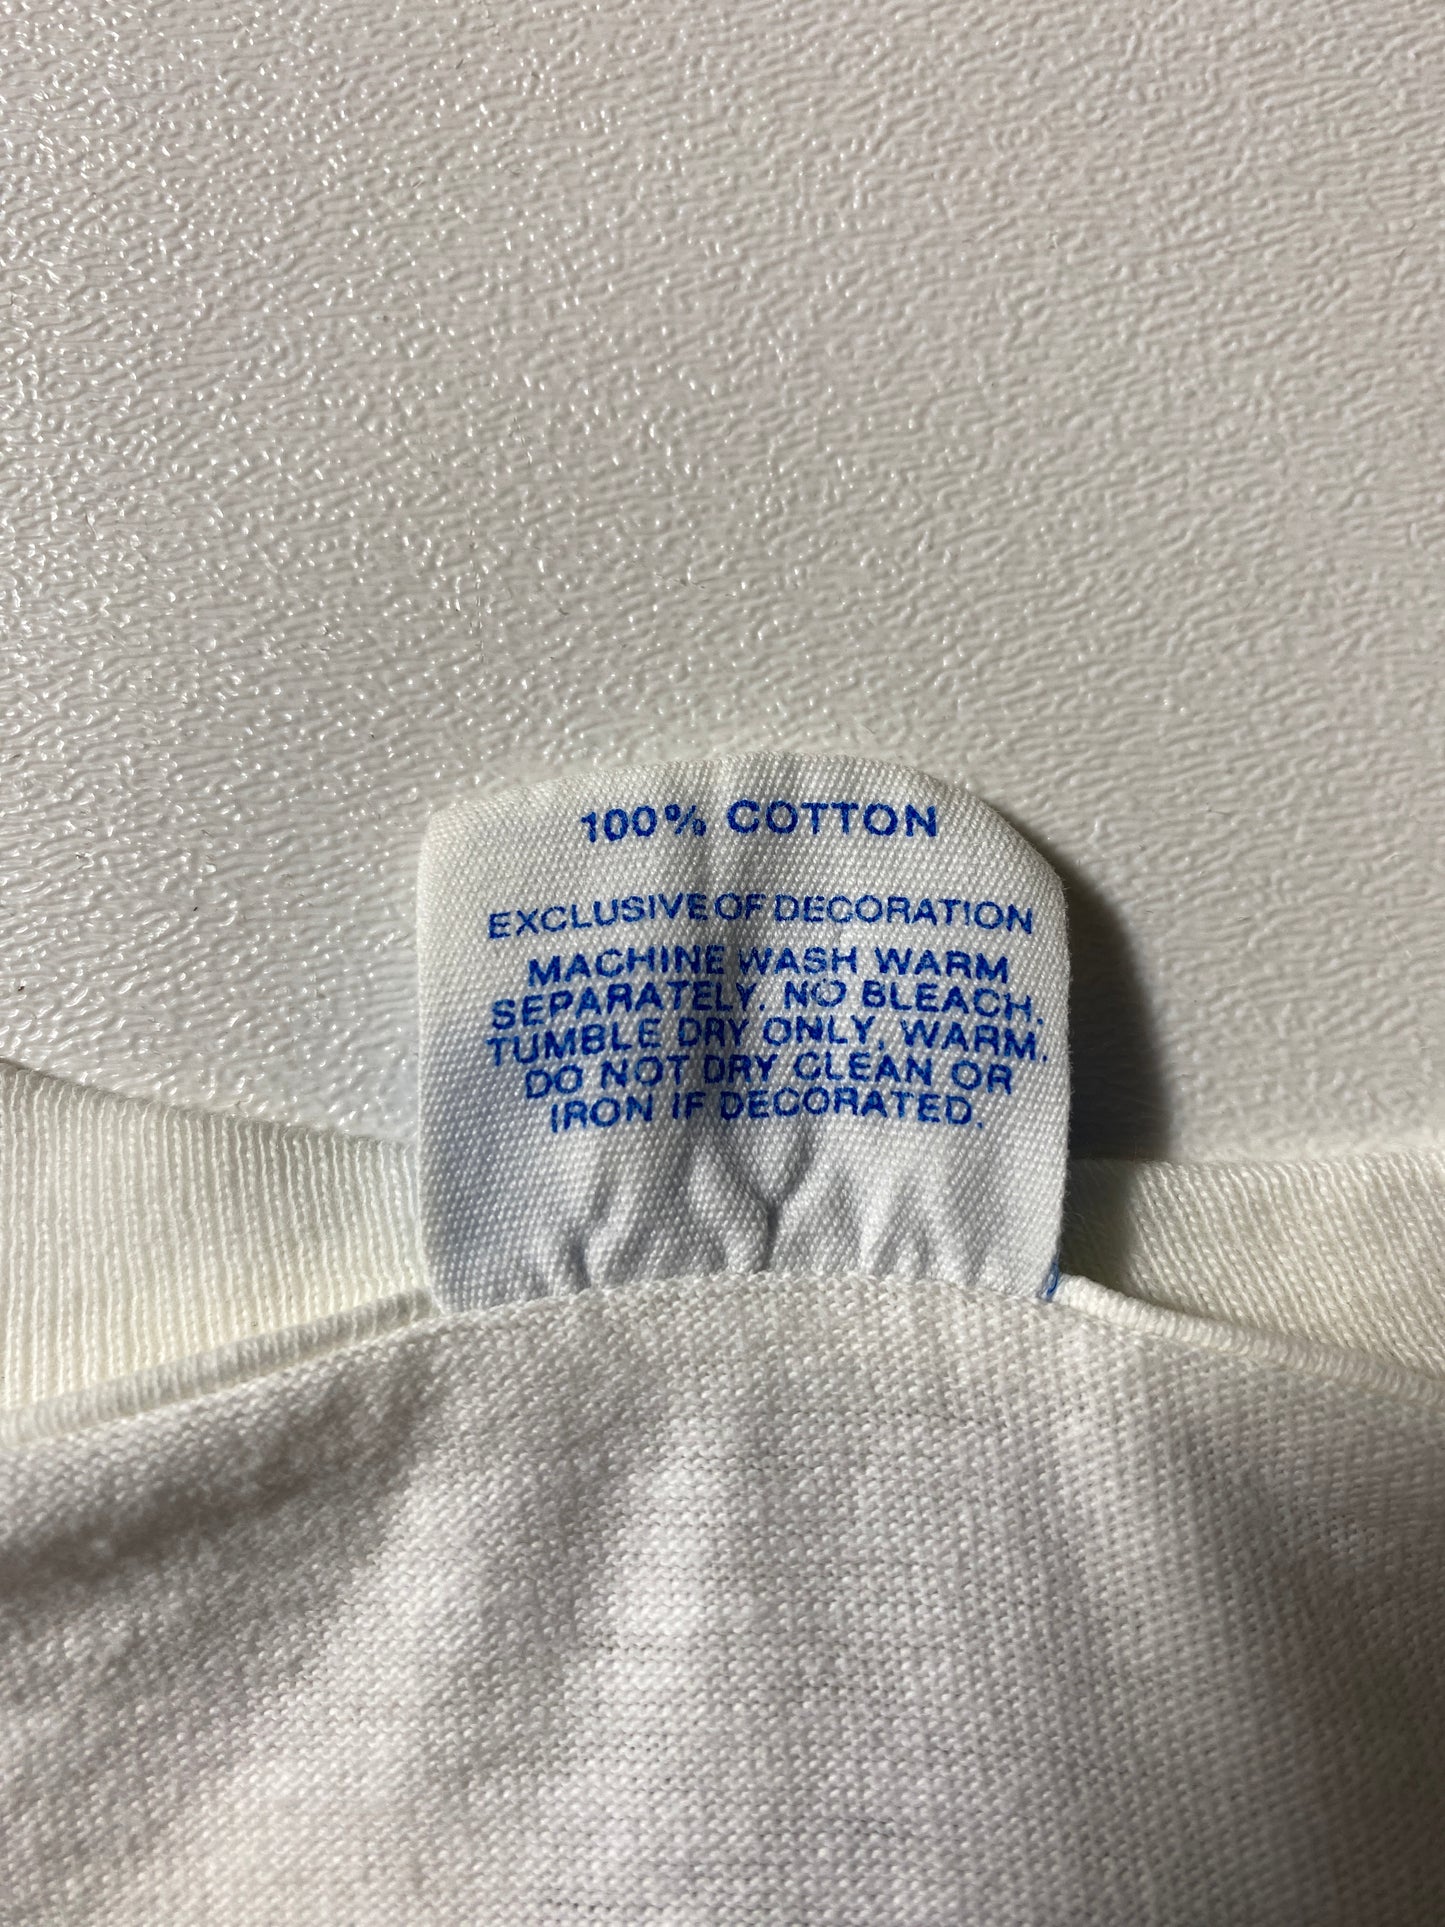 100% COTTON
EXCLUSIVE OF DECORATION
MACHINE WASH WARM
SEPARATELY, NO BLEACH.
TUMBLE DRY ONLY, WARM.
DO NOT DRY CLEAN OR
IRON IF DECORATED.